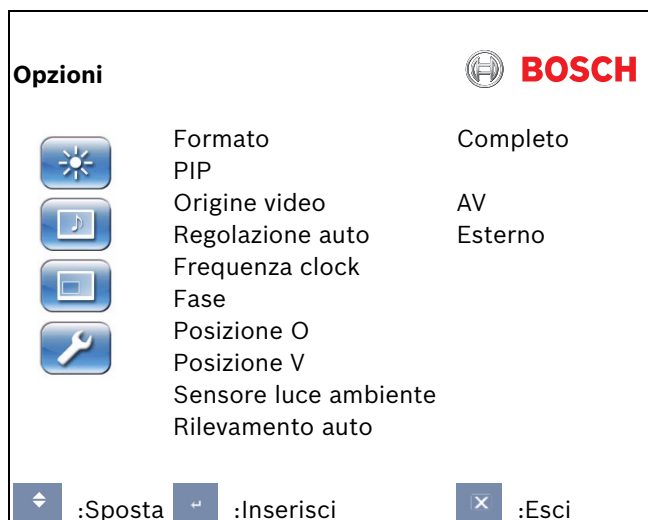 Opzioni BOSCH
Formato Completo
PIP
Origine video AV
Regolazione auto Esterno
Frequenza clock
Fase
Posizione O
Posizione V
Sensore luce ambiente
Rilevamento auto
:Sposta :Inserisci :Esci